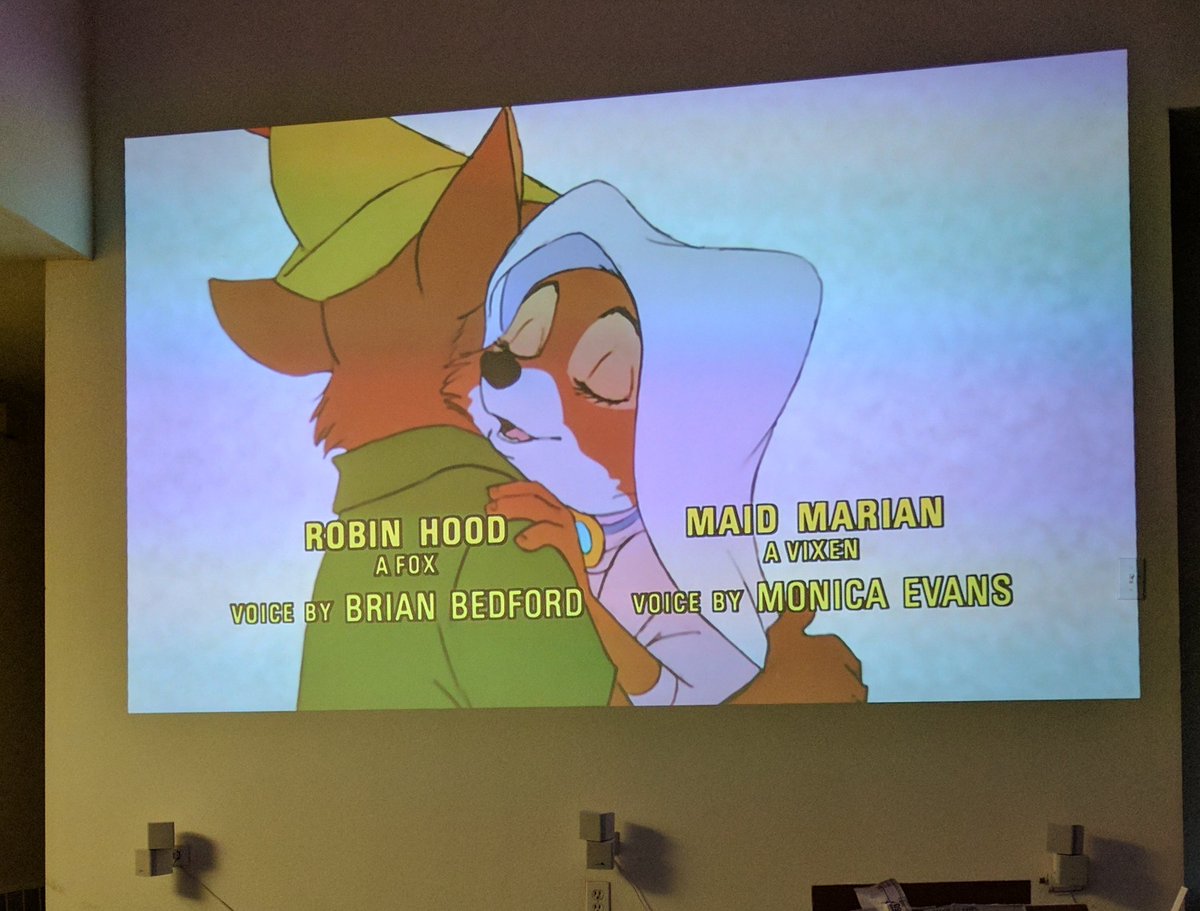 ROBIN HOOD
A FOX
VOICE BY BRIAN BEDFORD
MAID MARIAN
A VIXEN
VOICE BY MONICA EVANS